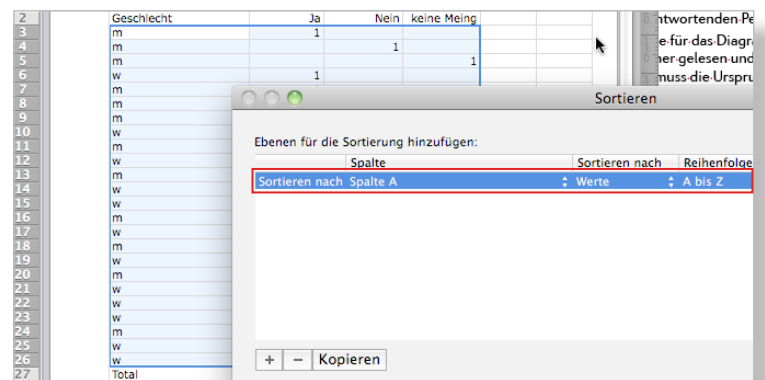 2 Geschlecht Ja Nein keine Meing
3 m 1
4 m 1
5 m 1
6 w 1
7 m
8 m
9 m
10 w
11 m
12 w
13 m
14 w
15 w
16 m
17 w
18 m
19 w
20 m
21 w
22 w
23 w
24 m
25 w
26 w
27 Total
Sortieren
Ebenen für die Sortierung hinzufügen:
Spalte Sortieren nach Reihenfolge
Sortieren nach Spalte A Werte A bis Z
+ − Kopieren
ntwortenden·Pe
e·für·das·Diagr
her·gelesen·und
muss·die·Urspru